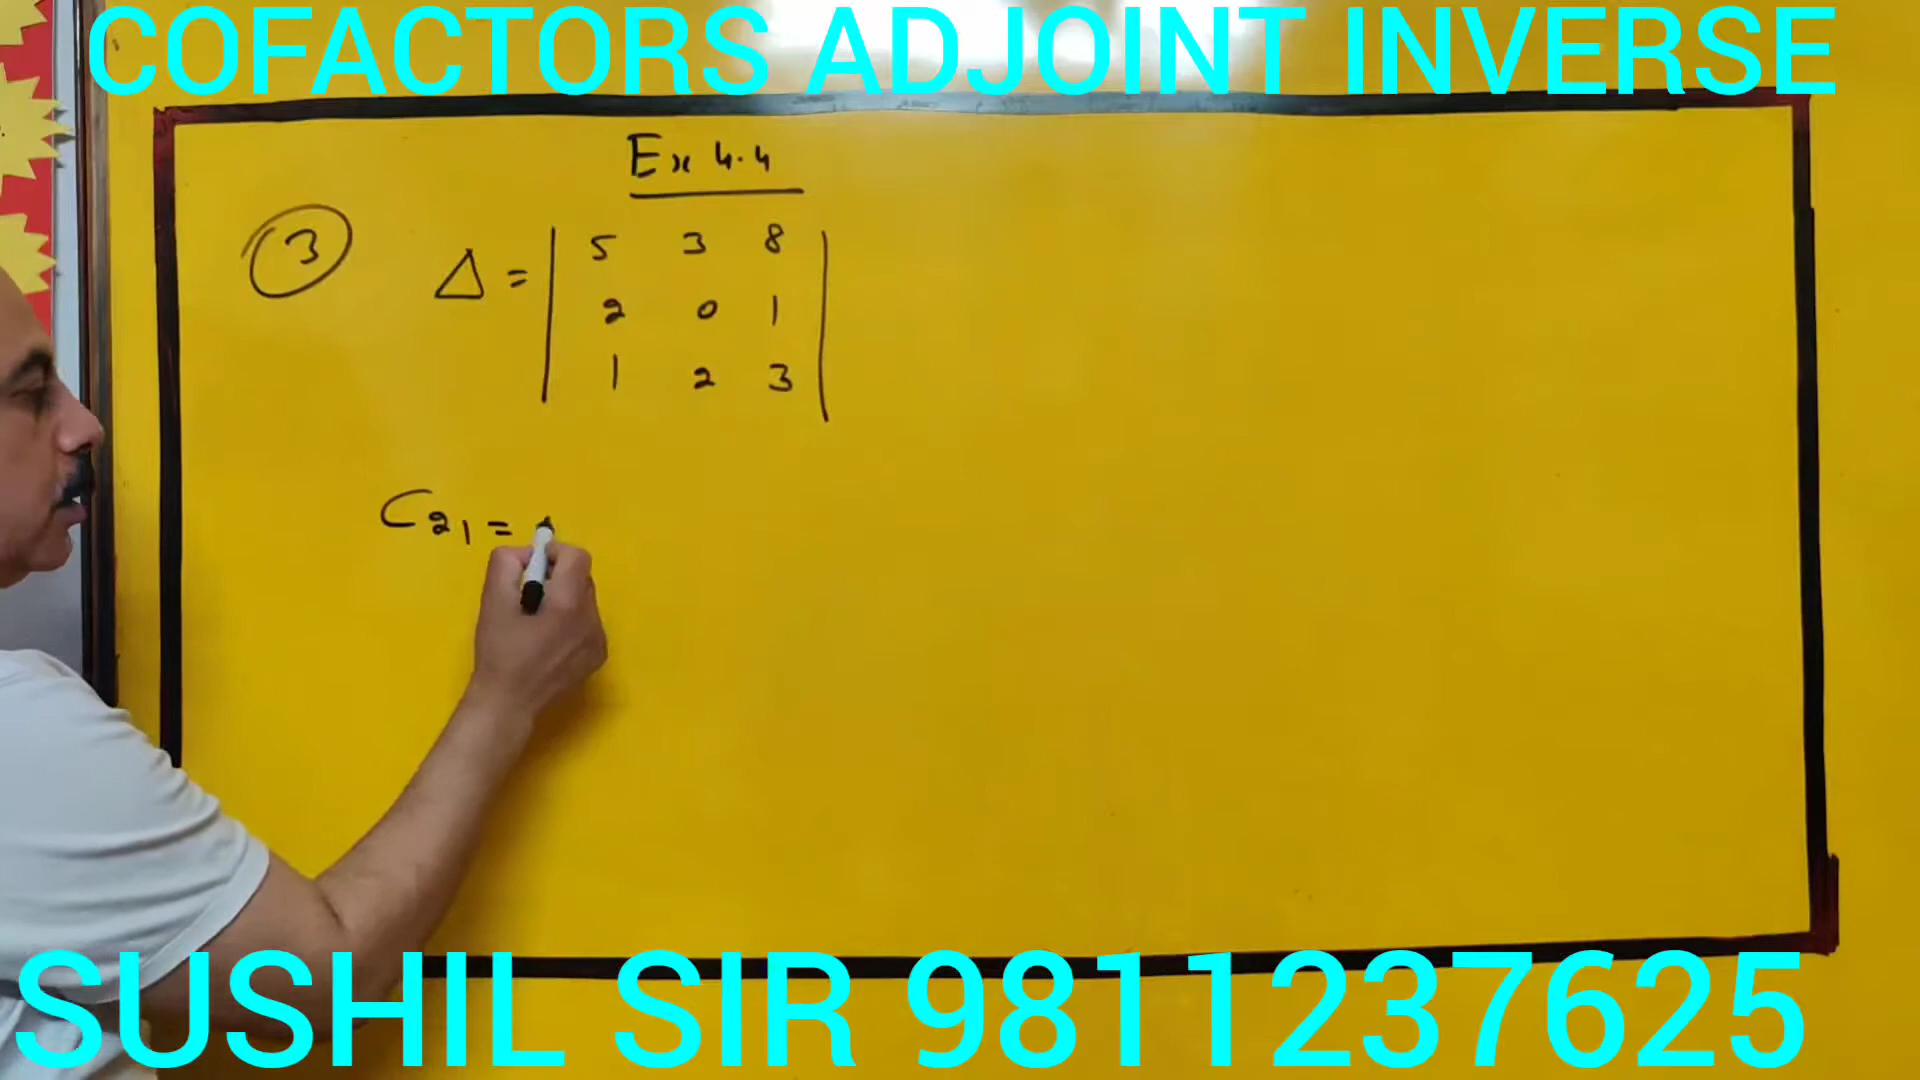 COFACTORS ADJOINT INVERSE
Ex 4.4
3
Δ = | 5 3 8 |
| 2 0 1 |
| 1 2 3 |
C21 =
SUSHIL SIR 9811237625